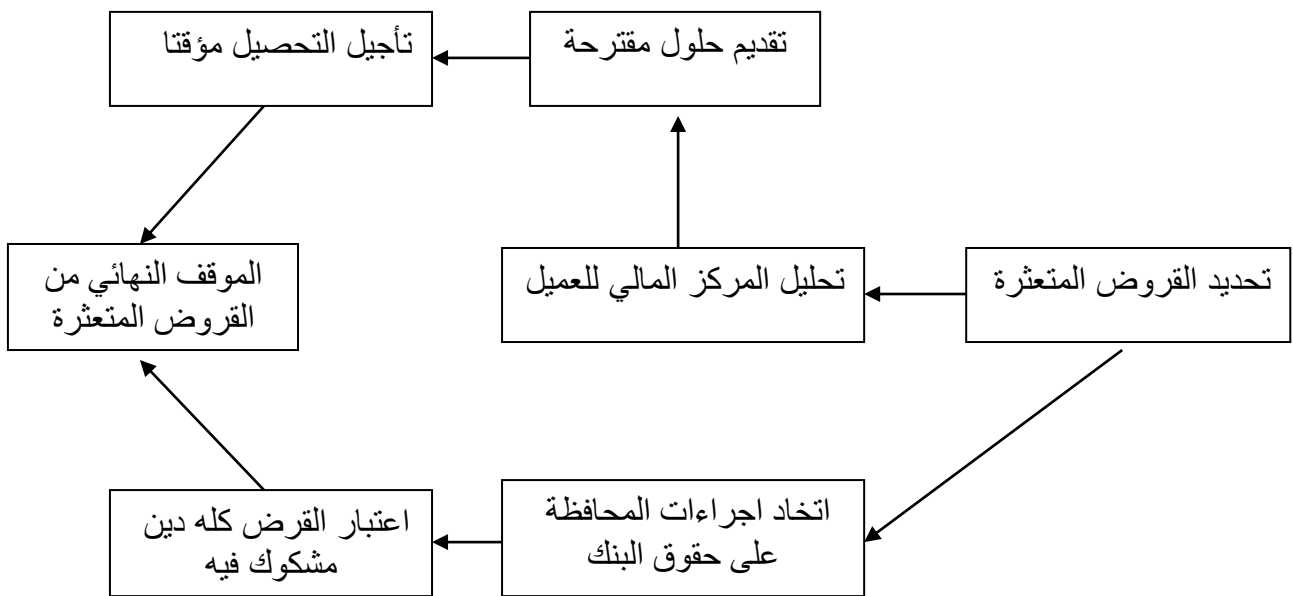 تقديم حلول مقترحة
تأجيل التحصيل مؤقتا
تحديد القروض المتعثرة
تحليل المركز المالي للعميل
الموقف النهائي من
القروض المتعثرة
اتخاد اجراءات المحافظة
على حقوق البنك
اعتبار القرض كله دين
مشكوك فيه